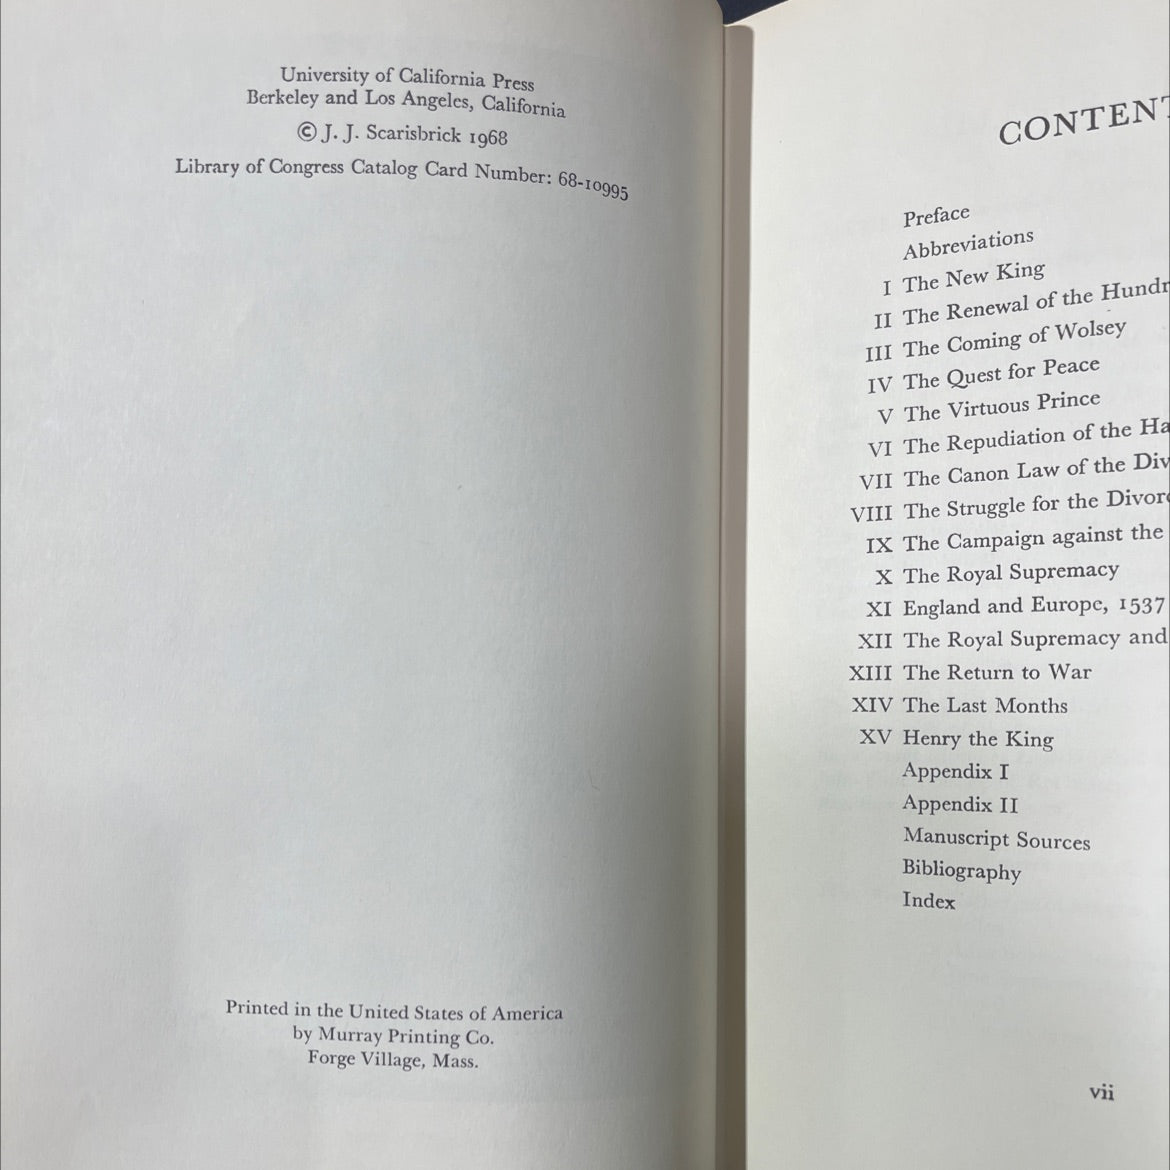 University of California Press
Berkeley and Los Angeles, California
© J. J. Scarisbrick 1968
Library of Congress Catalog Card Number: 68-10995
Printed in the United States of America
by Murray Printing Co.
Forge Village, Mass.
CONTENT
Preface
Abbreviations
I The New King
II The Renewal of the Hundr
III The Coming of Wolsey
IV The Quest for Peace
V The Virtuous Prince
VI The Repudiation of the Ha
VII The Canon Law of the Div
VIII The Struggle for the Divorc
IX The Campaign against the
X The Royal Supremacy
XI England and Europe, 1537
XII The Royal Supremacy and
XIII The Return to War
XIV The Last Months
XV Henry the King
Appendix I
Appendix II
Manuscript Sources
Bibliography
Index
vii